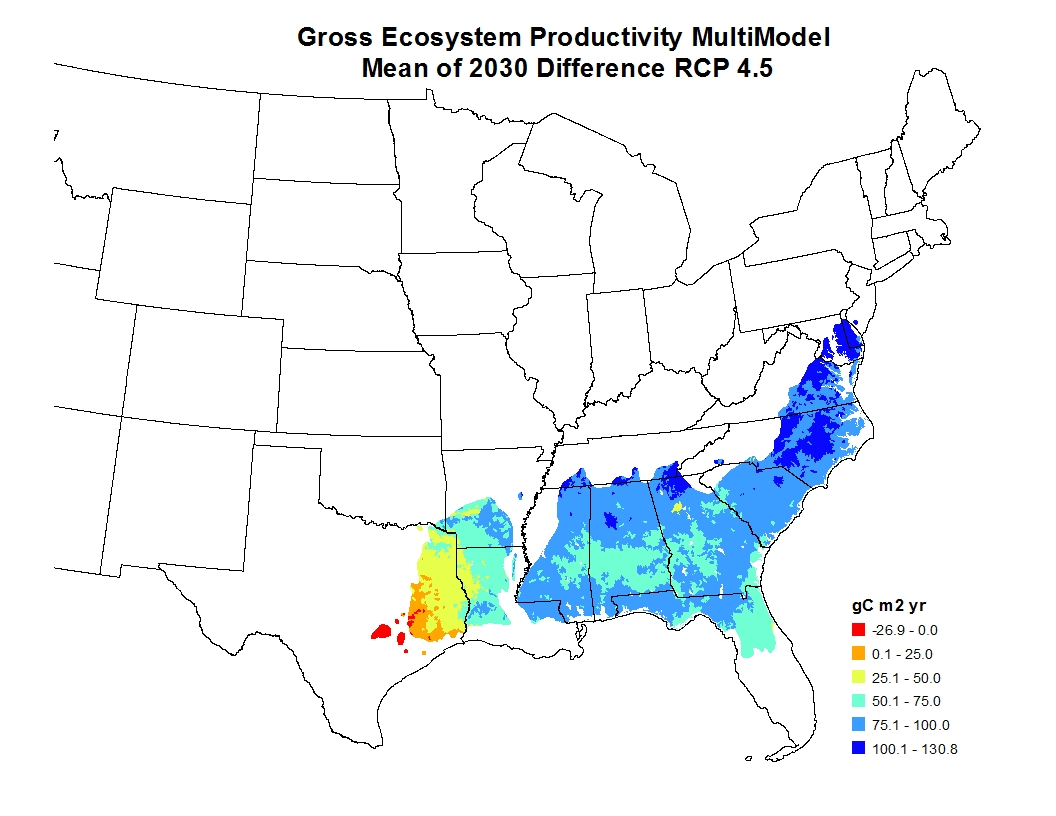 Gross Ecosystem Productivity MultiModel
Mean of 2030 Difference RCP 4.5
gC m2 yr
-26.9 - 0.0
0.1 - 25.0
25.1 - 50.0
50.1 - 75.0
75.1 - 100.0
100.1 - 130.8